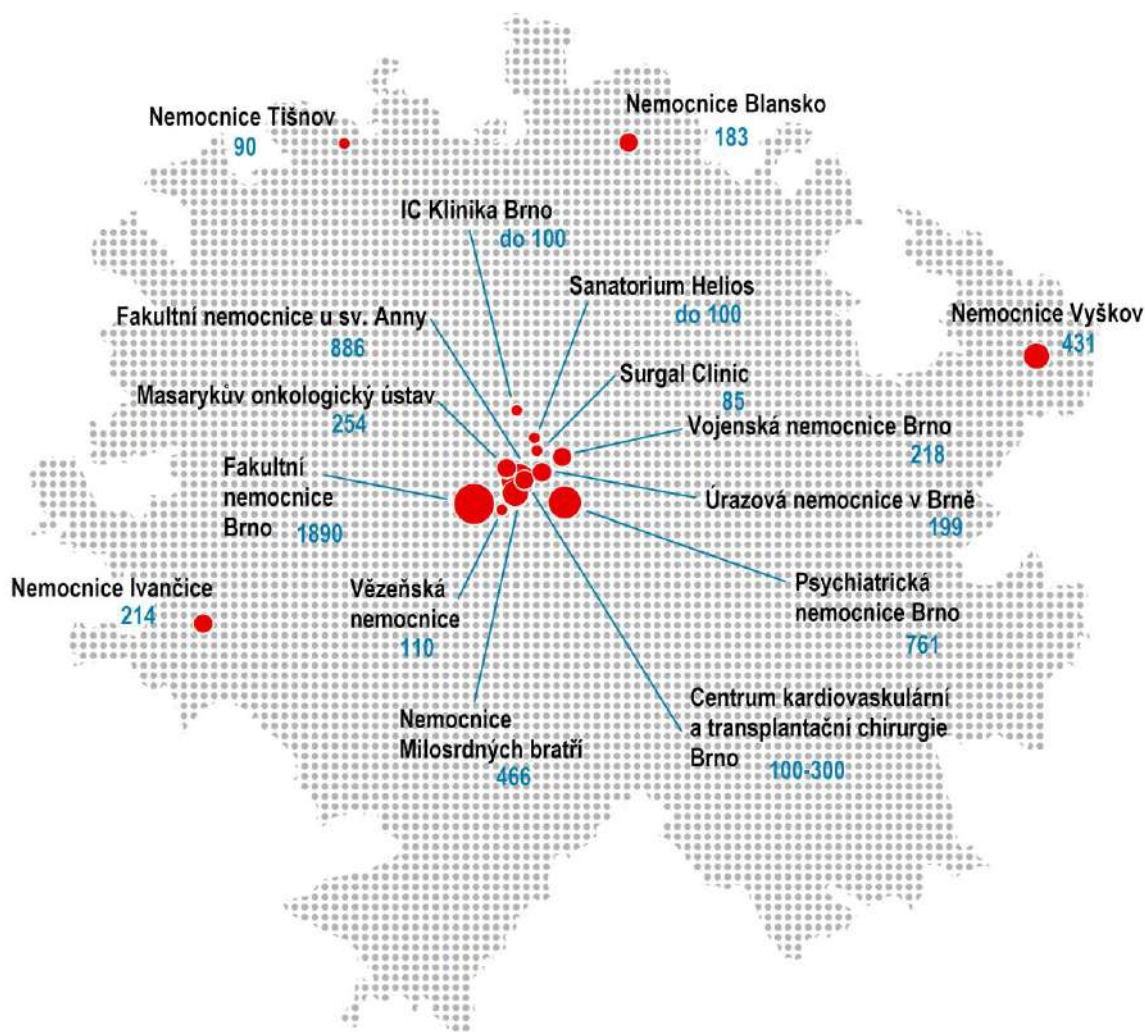 Nemocnice Tišnov
90
Nemocnice Blansko
183
IC Klinika Brno
do 100
Sanatorium Helios
do 100
Fakultní nemocnice u sv. Anny
886
Nemocnice Vyškov
431
Surgal Clinic
85
Masarykův onkologický ústav
254
Vojenská nemocnice Brno
218
Fakultní
nemocnice
Brno
1890
Úrazová nemocnice v Brně
199
Nemocnice Ivančice
214
Vězeňská
nemocnice
110
Psychiatrická
nemocnice Brno
761
Nemocnice
Milosrdných bratří
466
Centrum kardiovaskulární
a transplantační chirurgie
Brno
100-300